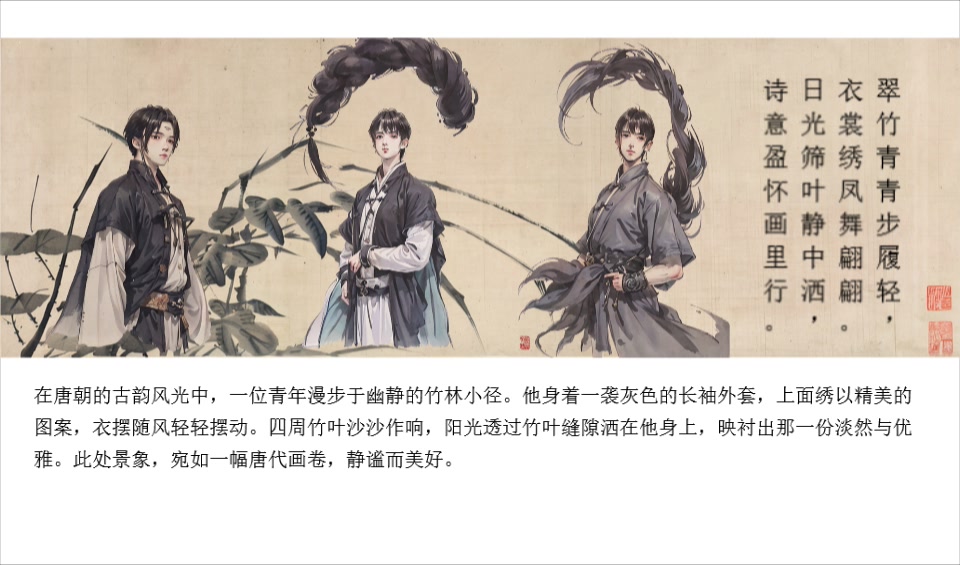 翠竹青青步履轻，
衣裳绣凤舞翩翩。
日光筛叶静中洒，
诗意盈怀画里行。
在唐朝的古韵风光中，一位青年漫步于幽静的竹林小径。他身着一袭灰色的长袖外套，上面绣以精美的
图案，衣摆随风轻轻摆动。四周竹叶沙沙作响，阳光透过竹叶缝隙洒在他身上，映衬出那一份淡然与优
雅。此处景象，宛如一幅唐代画卷，静谧而美好。